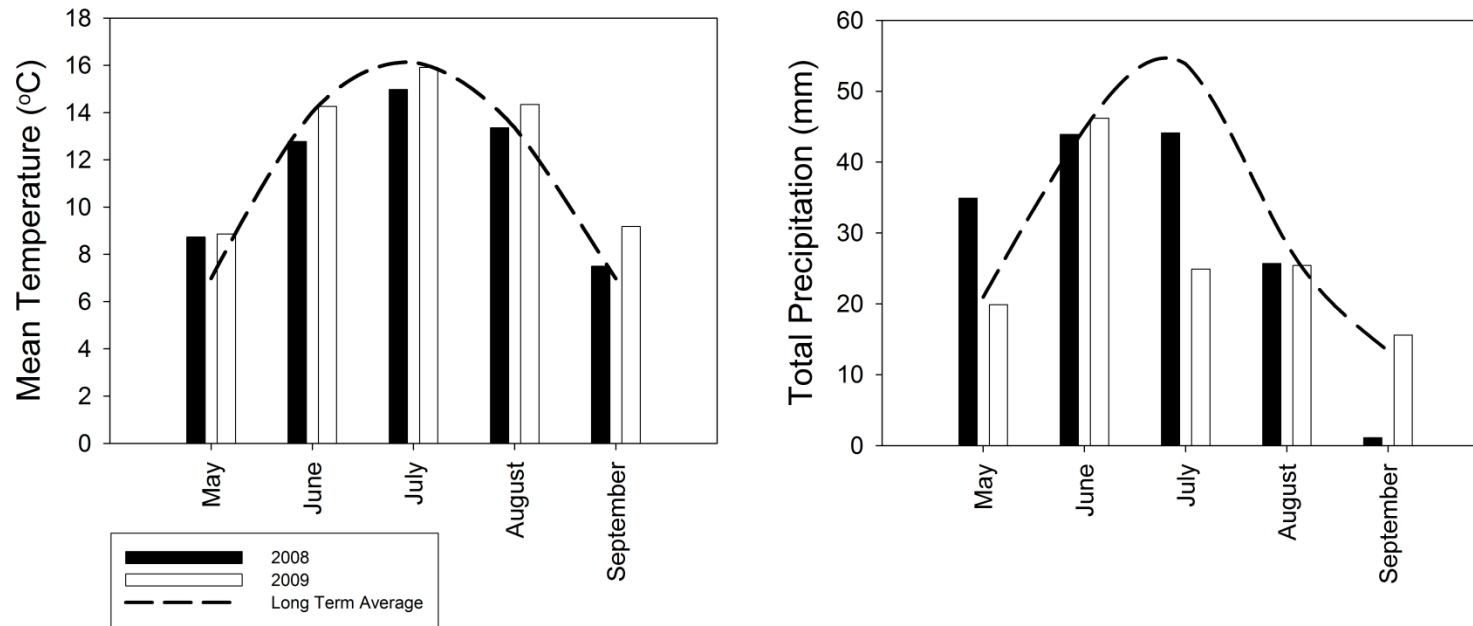 Mean Temperature (oC)
18
16
14
12
10
8
6
4
2
0
May
June
July
August
September
2008
2009
Long Term Average
Total Precipitation (mm)
60
50
40
30
20
10
0
May
June
July
August
September